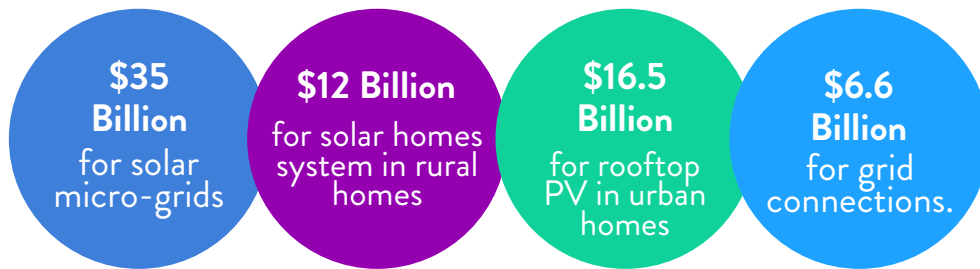 $35
Billion
for solar
micro-grids
$12 Billion
for solar homes
system in rural
homes
$16.5
Billion
for rooftop
PV in urban
homes
$6.6
Billion
for grid
connections.